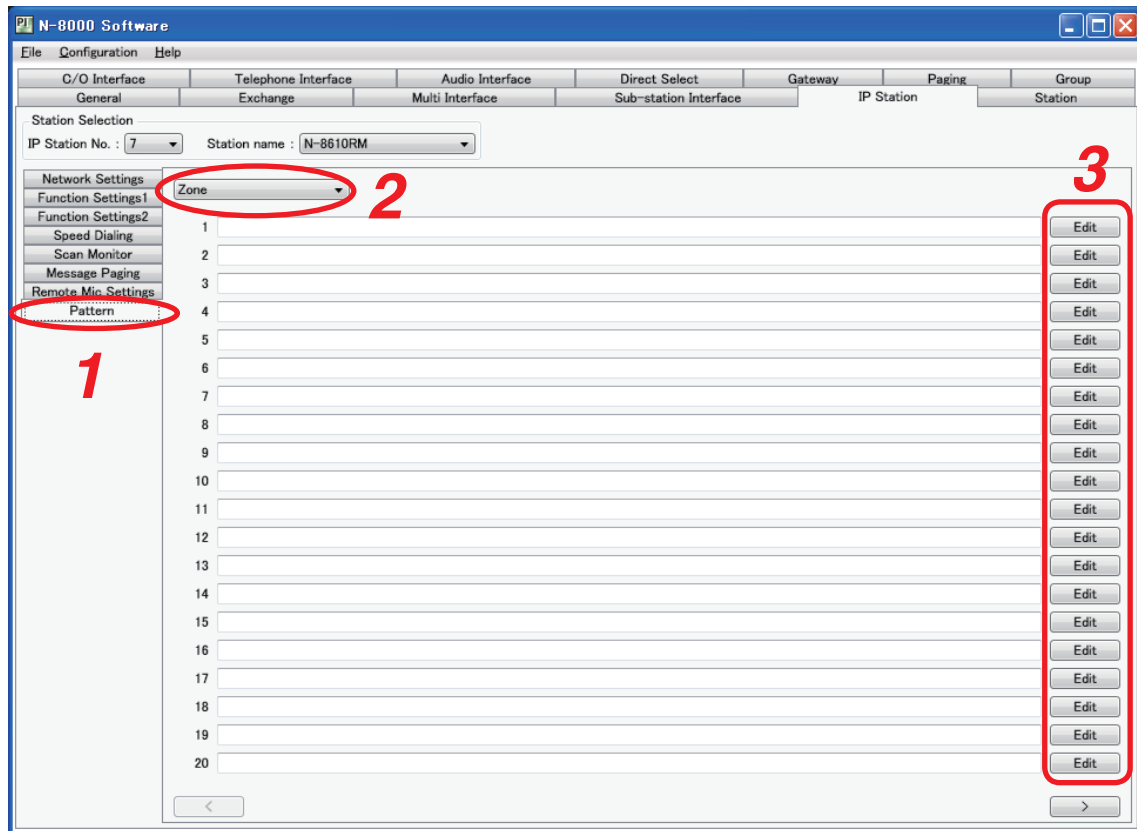 N-8000 Software
File Configuration Help
C/O Interface Telephone Interface Audio Interface Direct Select Gateway Paging Group
General Exchange Multi Interface Sub-station Interface IP Station Station
Station Selection
IP Station No. : 7 Station name : N-8610RM
Network Settings
Function Settings1
Function Settings2
Speed Dialing
Scan Monitor
Message Paging
Remote Mic Settings
Pattern
1
Zone
2
3
1 Edit
2 Edit
3 Edit
4 Edit
5 Edit
6 Edit
7 Edit
8 Edit
9 Edit
10 Edit
11 Edit
12 Edit
13 Edit
14 Edit
15 Edit
16 Edit
17 Edit
18 Edit
19 Edit
20 Edit
< >